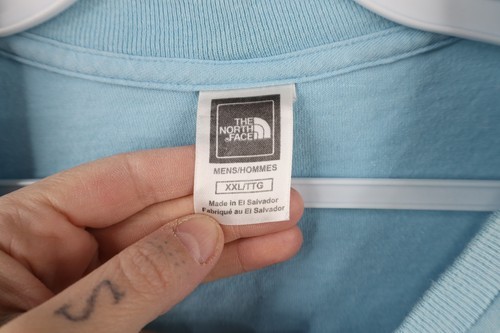 THE
NORTH
FACE
MENS/HOMMES
XXL/TTG
Made in El Salvador
Fabriqué au El Salvador